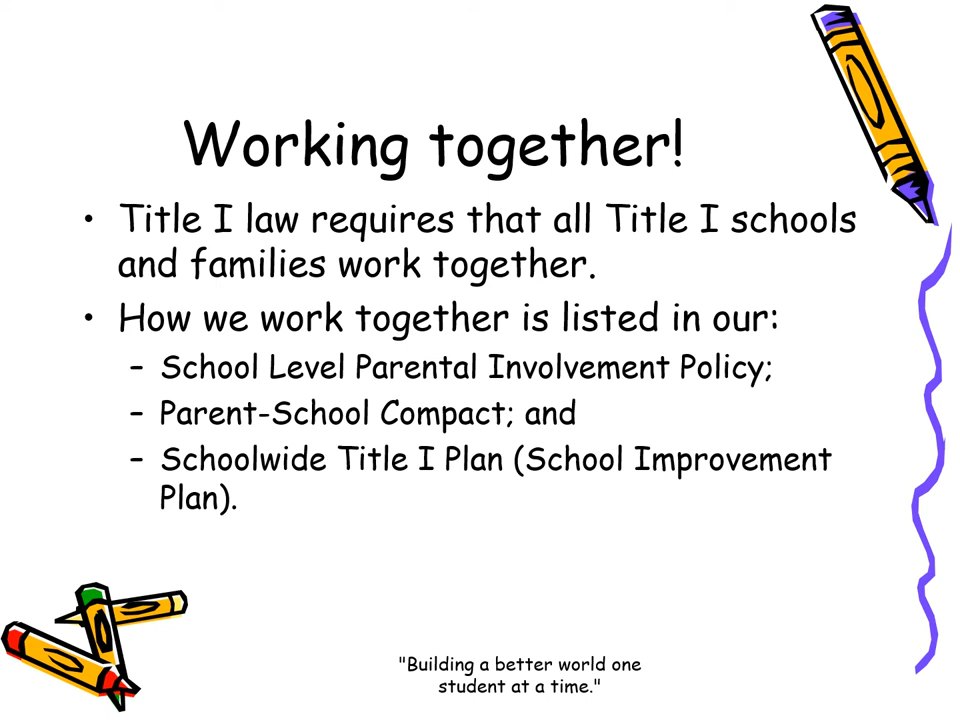 Working together!
• Title I law requires that all Title I schools
and families work together.
• How we work together is listed in our:
– School Level Parental Involvement Policy;
– Parent-School Compact; and
– Schoolwide Title I Plan (School Improvement
Plan).
"Building a better world one
student at a time."